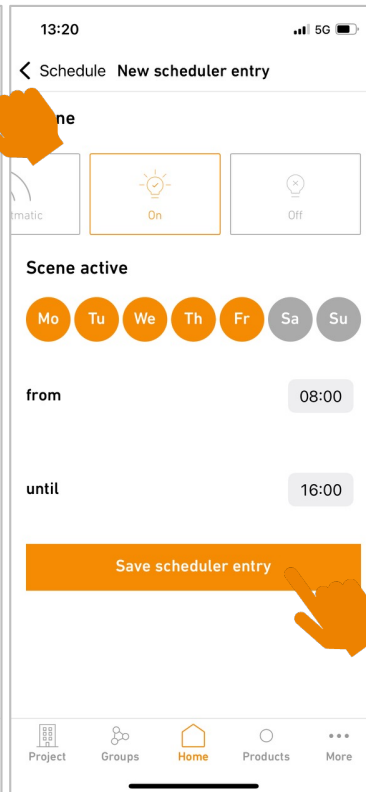 13:20 5G
Schedule New scheduler entry
On Off
Scene active
Mo Tu We Th Fr Sa Su
from 08:00
until 16:00
Save scheduler entry
Project Groups Home Products More